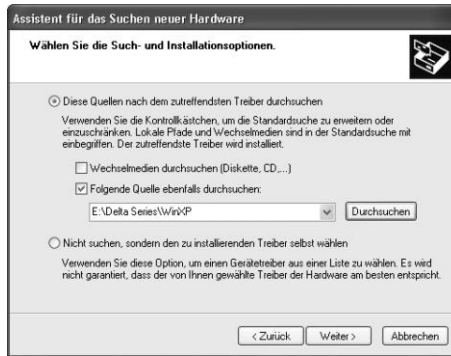 Assistent für das Suchen neuer Hardware
Wählen Sie die Such- und Installationsoptionen.
Diese Quellen nach dem zutreffendsten Treiber durchsuchen
Verwenden Sie die Kontrollkästchen, um die Standardsuche zu erweitern oder
einzuschränken. Lokale Pfade und Wechselmedien sind in der Standardsuche mit
einbegriffen. Der zutreffendste Treiber wird installiert.
Wechselmedien durchsuchen (Diskette, CD,...)
Folgende Quelle ebenfalls durchsuchen:
E:\Delta Series\WinXP
Durchsuchen
Nicht suchen, sondern den zu installierenden Treiber selbst wählen
Verwenden Sie diese Option, um einen Gerätetreiber aus einer Liste zu wählen. Es wird
nicht garantiert, dass der von Ihnen gewählte Treiber der Hardware am besten entspricht.
< Zurück Weiter > Abbrechen